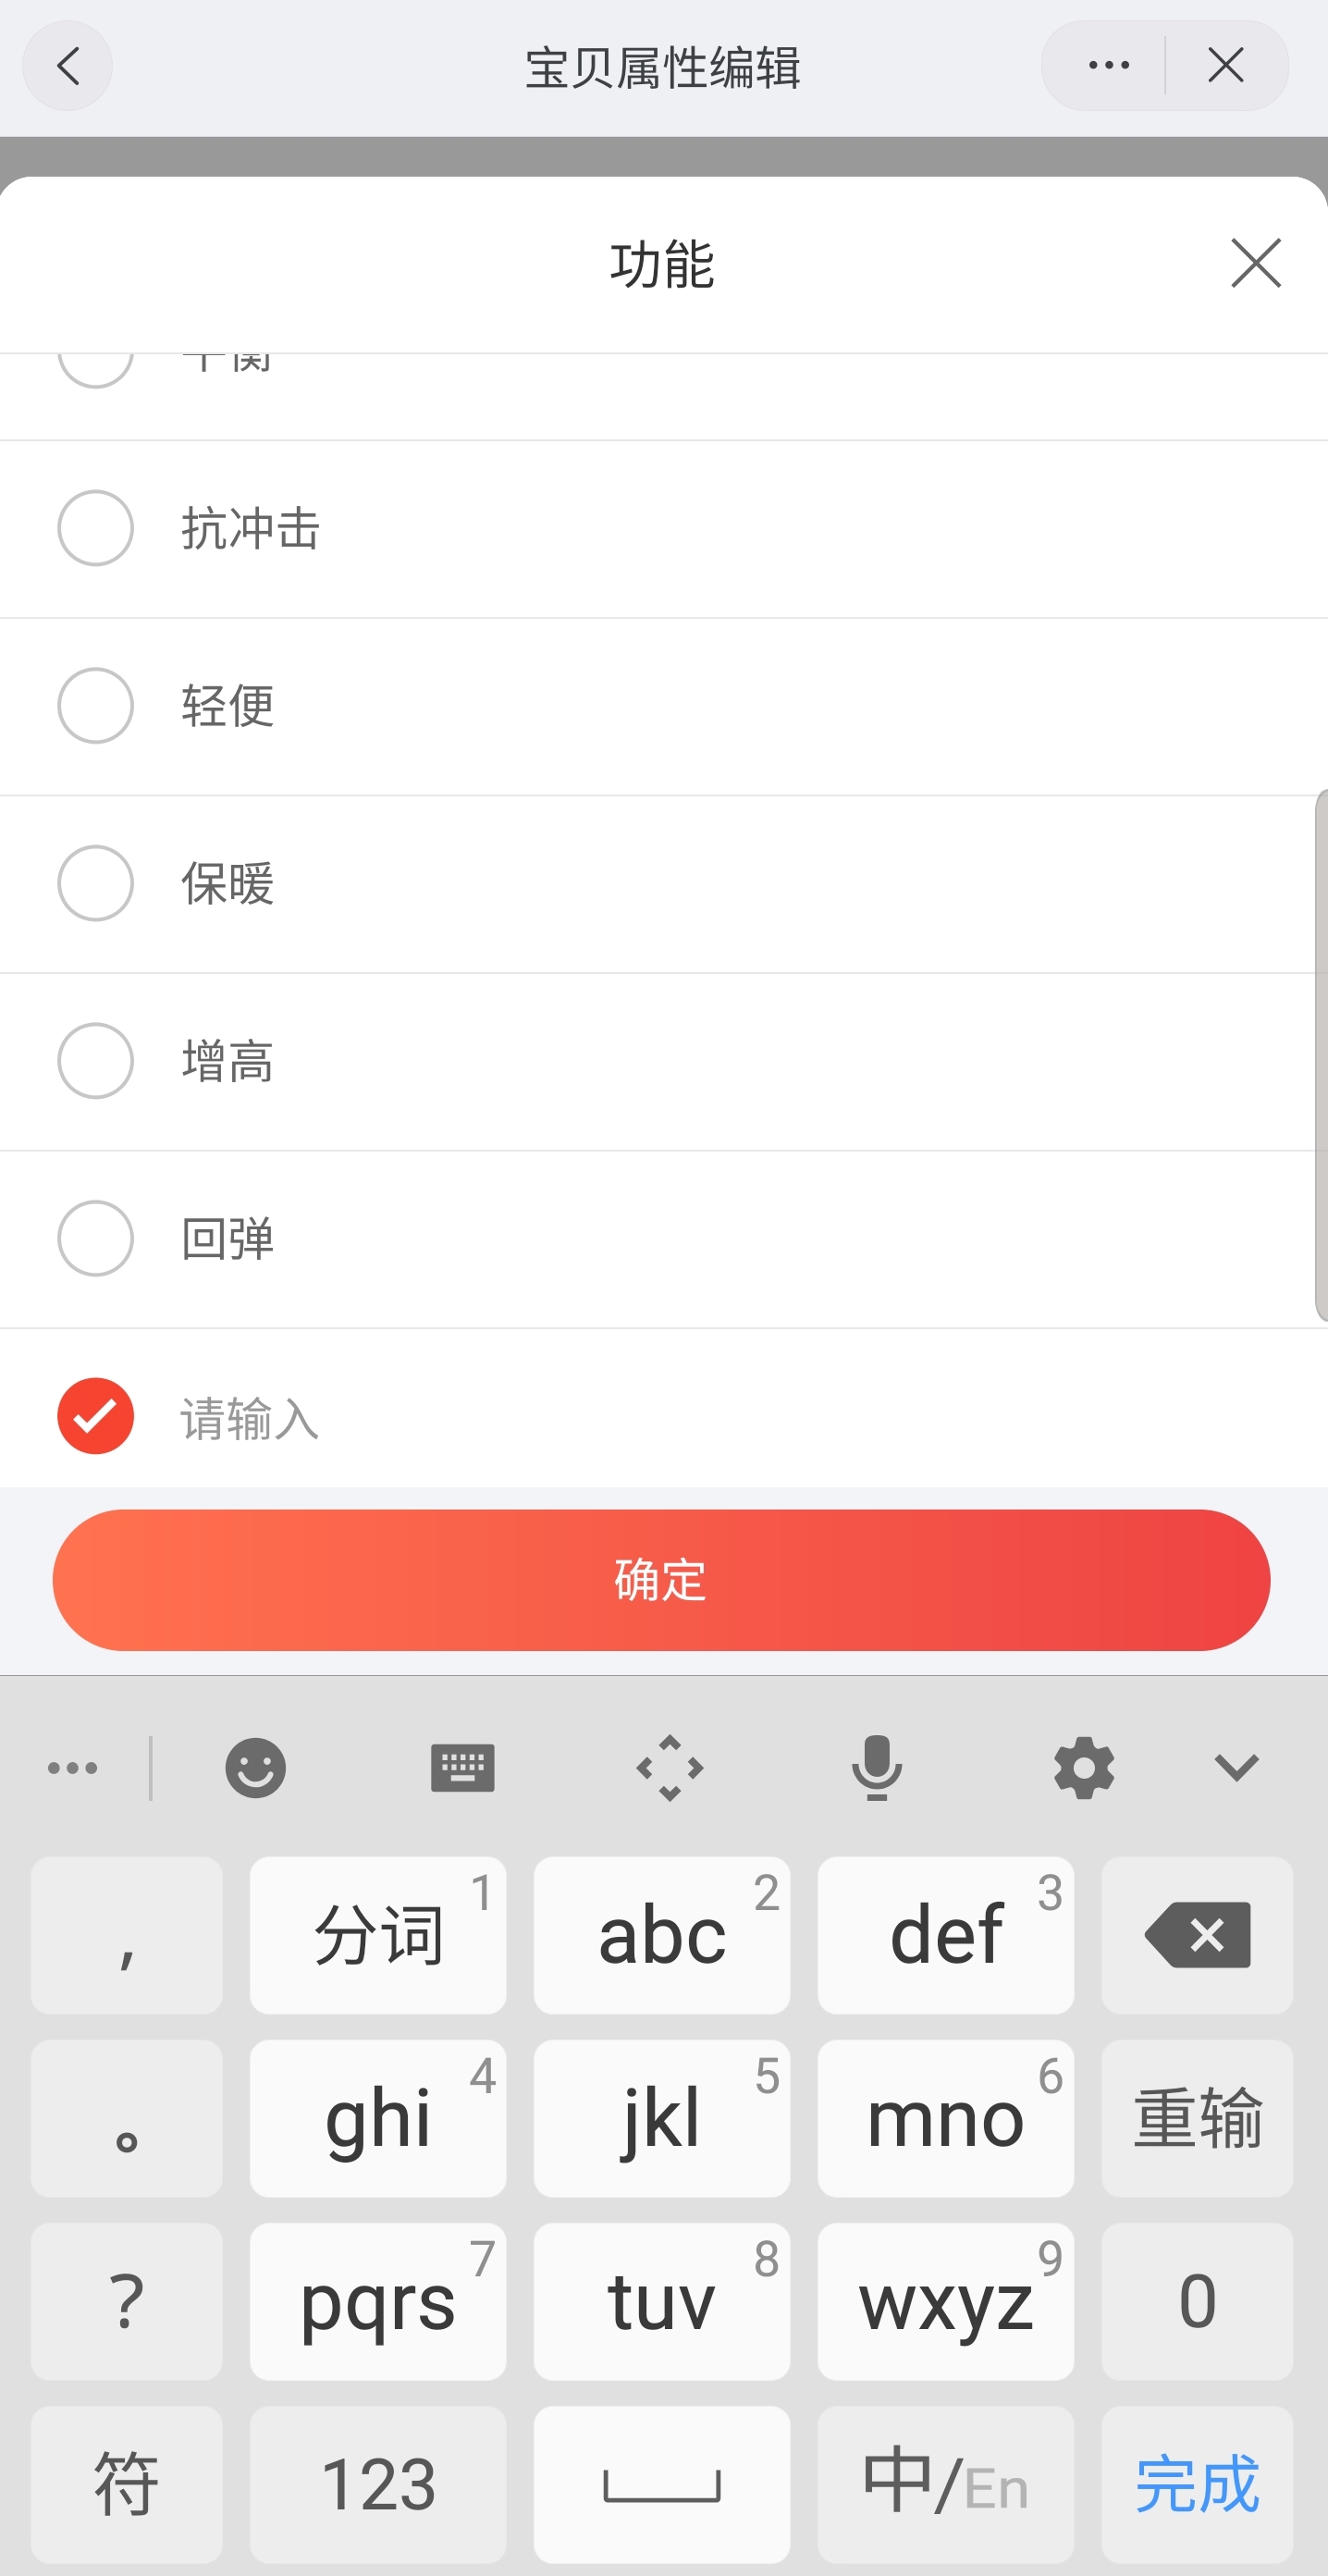 宝贝属性编辑
功能
抗冲击
轻便
保暖
增高
回弹
请输入
确定
, 分词 1 abc 2 def 3
。 ghi 4 jkl 5 mno 6 重输
? pqrs 7 tuv 8 wxyz 9 0
符 123 中/En 完成